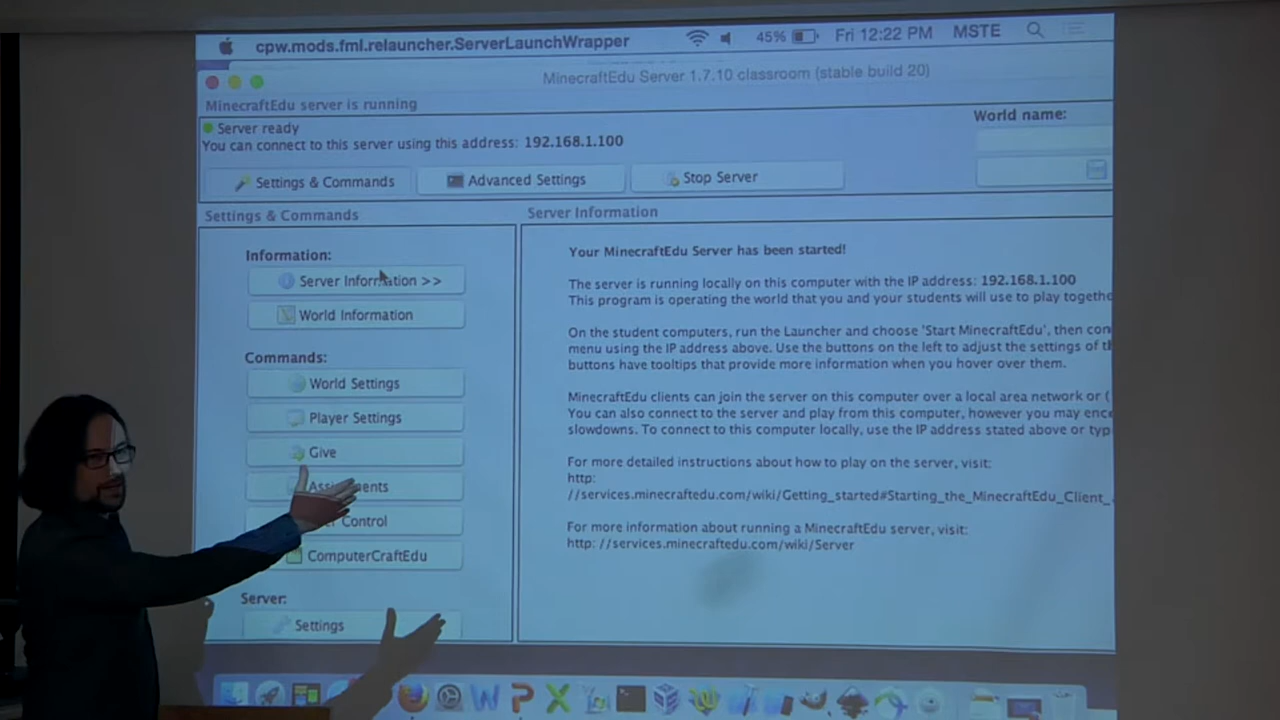 cpw.mods.fml.relauncher.ServerLaunchWrapper 45% Fri 12:22 PM MSTE
MinecraftEdu Server 1.7.10 classroom (stable build 20)
MinecraftEdu server is running
Server ready
You can connect to this server using this address: 192.168.1.100
World name:
Settings & Commands Advanced Settings Stop Server
Settings & Commands
Information:
Server Information >>
World Information
Commands:
World Settings
Player Settings
Give
Control
ComputerCraftEdu
Server:
Settings
Server Information
Your MinecraftEdu Server has been started!
The server is running locally on this computer with the IP address: 192.168.1.100
This program is operating the world that you and your students will use to play
On the student computers, run the Launcher and choose 'Start MinecraftEdu', then
menu using the IP address above. Use the buttons on the left to adjust the settings of
buttons have tooltips that provide more information when you hover over them.
MinecraftEdu clients can join the server on this computer over a local area network or (
You can also connect to the server and play from this computer, however you may
slowdowns. To connect to this computer locally, use the IP address stated above or
For more detailed instructions about how to play on the server, visit:
http:
//services.minecraftedu.com/wiki/Getting_started#Starting_the_MinecraftEdu_Client_
For more information about running a MinecraftEdu server, visit:
http: //services.minecraftedu.com/wiki/Server